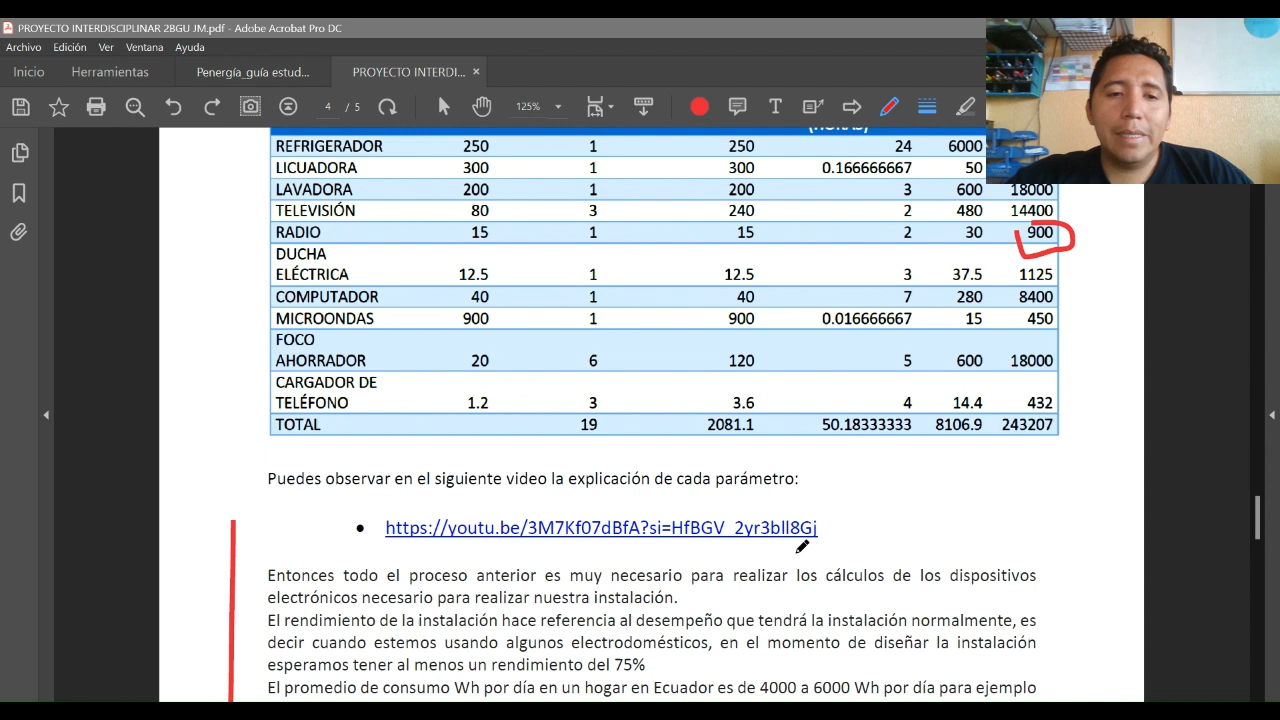 PROYECTO INTERDISCIPLINAR 2BGU JM.pdf - Adobe Acrobat Pro DC
Archivo Edición Ver Ventana Ayuda
Inicio Herramientas Penergía_guía estud... PROYECTO INTERDI... ×
4 / 5 125%
(HORAS)
REFRIGERADOR 250 1 250 24 6000
LICUADORA 300 1 300 0.166666667 50
LAVADORA 200 1 200 3 600 18000
TELEVISIÓN 80 3 240 2 480 14400
RADIO 15 1 15 2 30 900
DUCHA
ELÉCTRICA 12.5 1 12.5 3 37.5 1125
COMPUTADOR 40 1 40 7 280 8400
MICROONDAS 900 1 900 0.016666667 15 450
FOCO
AHORRADOR 20 6 120 5 600 18000
CARGADOR DE
TELÉFONO 1.2 3 3.6 4 14.4 432
TOTAL 19 2081.1 50.18333333 8106.9 243207
Puedes observar en el siguiente video la explicación de cada parámetro:
• https://youtu.be/3M7Kf07dBfA?si=HfBGV_2yr3bll8Gj
Entonces todo el proceso anterior es muy necesario para realizar los cálculos de los dispositivos
electrónicos necesario para realizar nuestra instalación.
El rendimiento de la instalación hace referencia al desempeño que tendrá la instalación normalmente, es
decir cuando estemos usando algunos electrodomésticos, en el momento de diseñar la instalación
esperamos tener al menos un rendimiento del 75%
El promedio de consumo Wh por día en un hogar en Ecuador es de 4000 a 6000 Wh por día para ejemplo